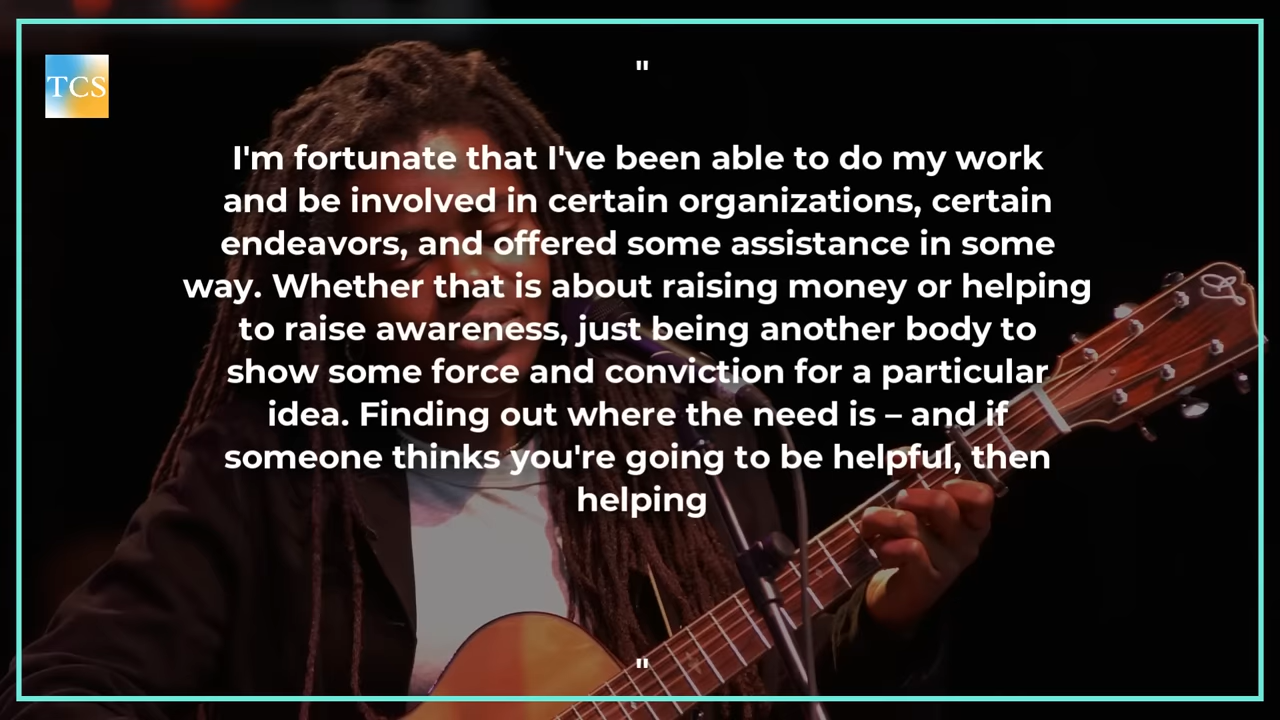 TCS
"
I'm fortunate that I've been able to do my work
and be involved in certain organizations, certain
endeavors, and offered some assistance in some
way. Whether that is about raising money or helping
to raise awareness, just being another body to
show some force and conviction for a particular
idea. Finding out where the need is – and if
someone thinks you're going to be helpful, then
helping
"